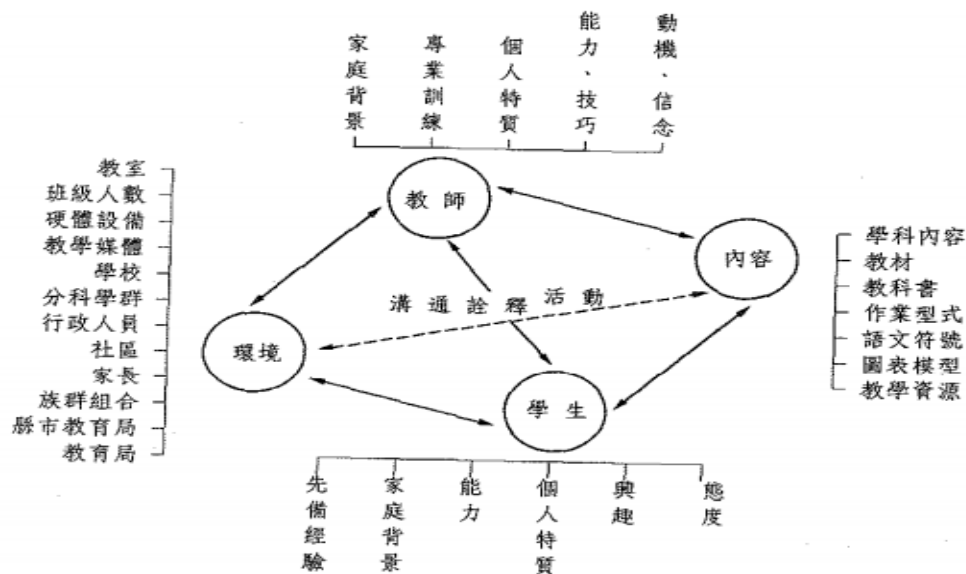 家庭背景
專業訓練
個人特質
能力、技巧
動機、信念
教師
教室
班級人數
硬體設備
教學媒體
學校
分科學群
行政人員
社區
家長
族群組合
縣市教育局
教育局
環境
溝通詮釋活動
內容
學科內容
教材
教科書
作業型式
語文符號
圖表模型
教學資源
學生
先備經驗
家庭背景
能力
個人特質
興趣
態度